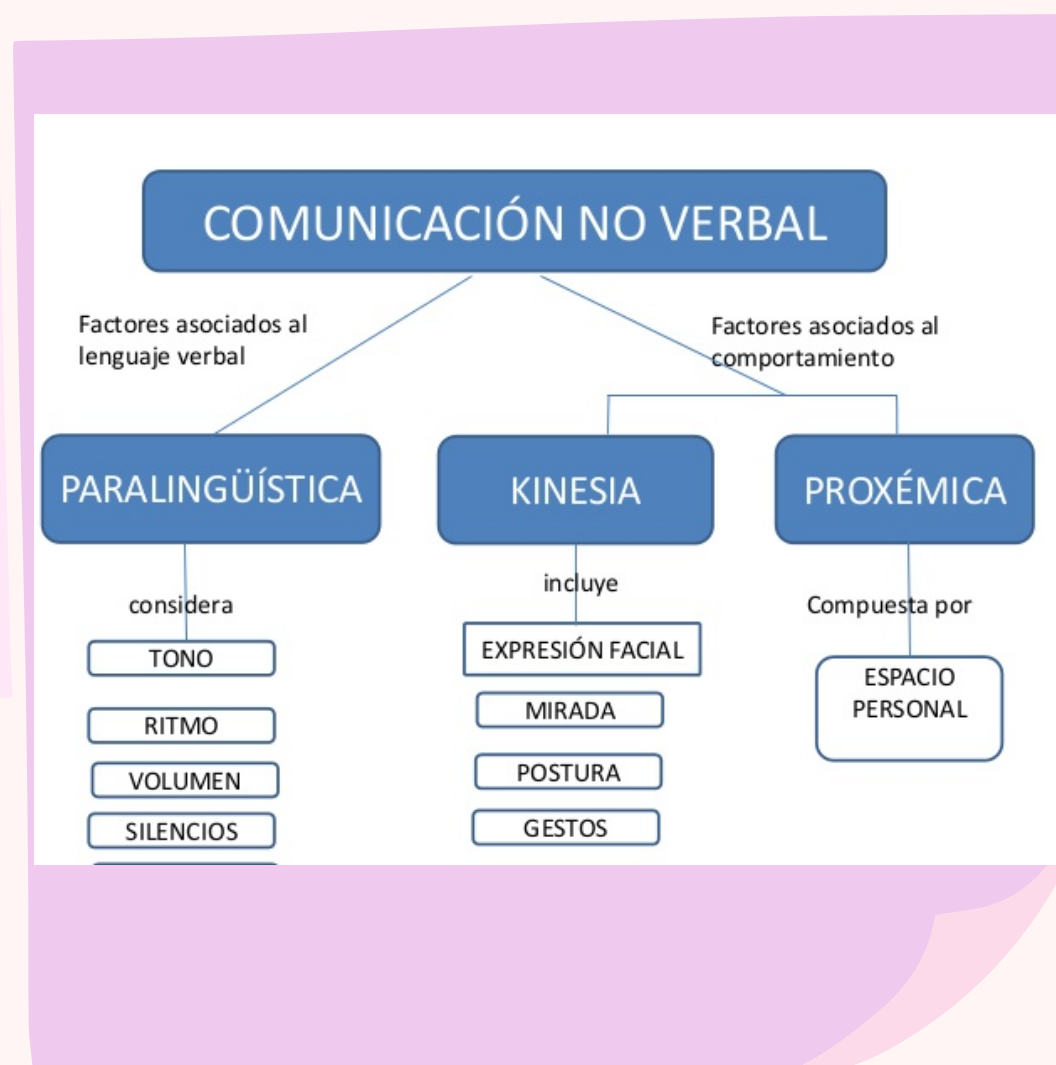 COMUNICACIÓN NO VERBAL
Factores asociados al
lenguaje verbal
Factores asociados al
comportamiento
PARALINGÜÍSTICA
KINESIA
PROXÉMICA
considera
TONO
RITMO
VOLUMEN
SILENCIOS
incluye
EXPRESIÓN FACIAL
MIRADA
POSTURA
GESTOS
Compuesta por
ESPACIO
PERSONAL